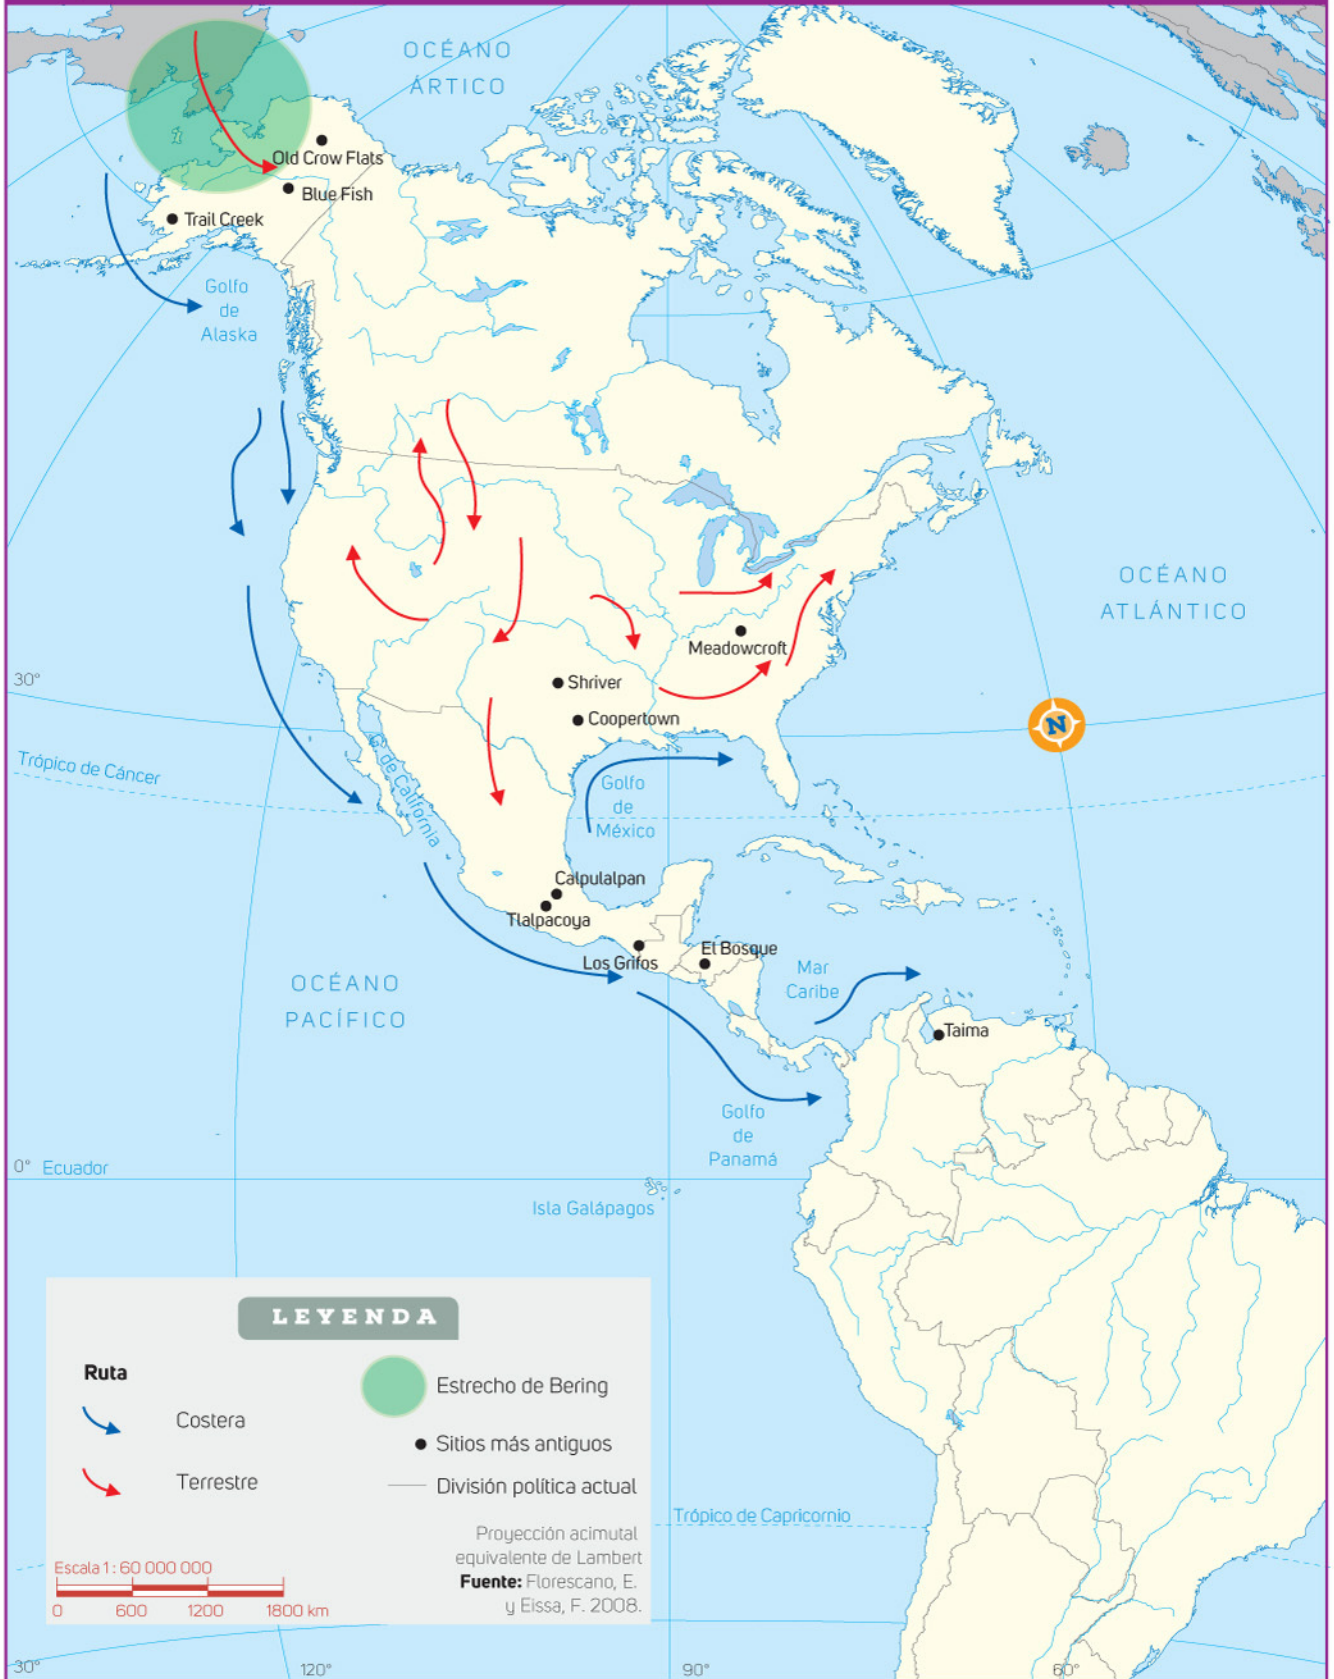 OCÉANO
ÁRTICO
Old Crow Flats
Blue Fish
Trail Creek
Golfo
de
Alaska
OCÉANO
ATLÁNTICO
Meadowcroft
30°
Shriver
Coopertown
N
Trópico de Cáncer
G. de California
Golfo
de
México
Calpulalpan
Tlalpacoya
Los Grifos
El Bosque
Mar
Caribe
OCÉANO
PACÍFICO
Taima
Golfo
de
Panamá
0° Ecuador
Isla Galápagos
LEYENDA
Ruta
Costera
Terrestre
Estrecho de Bering
Sitios más antiguos
División política actual
Proyección acimutal
equivalente de Lambert
Fuente: Florescano, E.
y Eissa, F. 2008.
Escala 1 : 60 000 000
0 600 1200 1800 km
Trópico de Capricornio
30°
120°
90°
60°